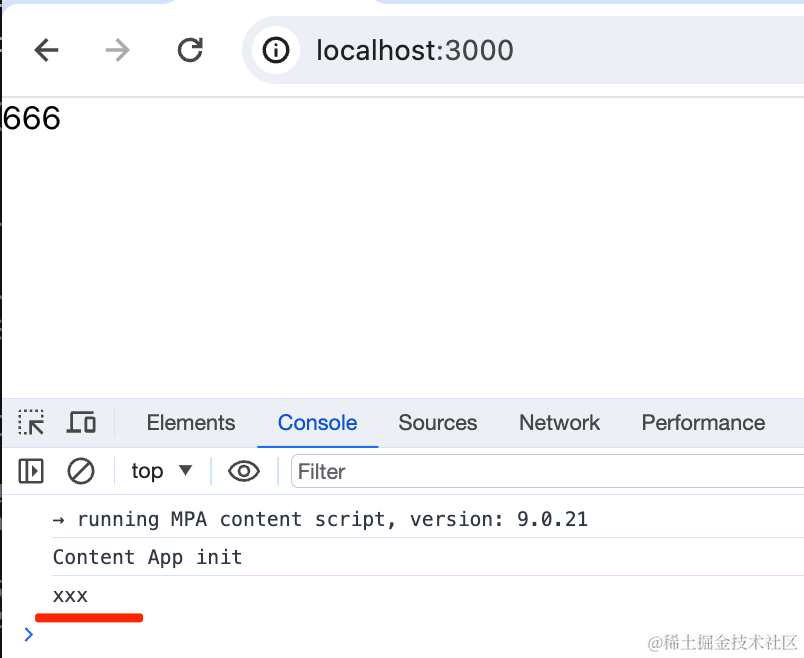 localhost:3000
666
Elements Console Sources Network Performance
top Filter
→ running MPA content script, version: 9.0.21
Content App init
xxx
@稀土掘金技术社区